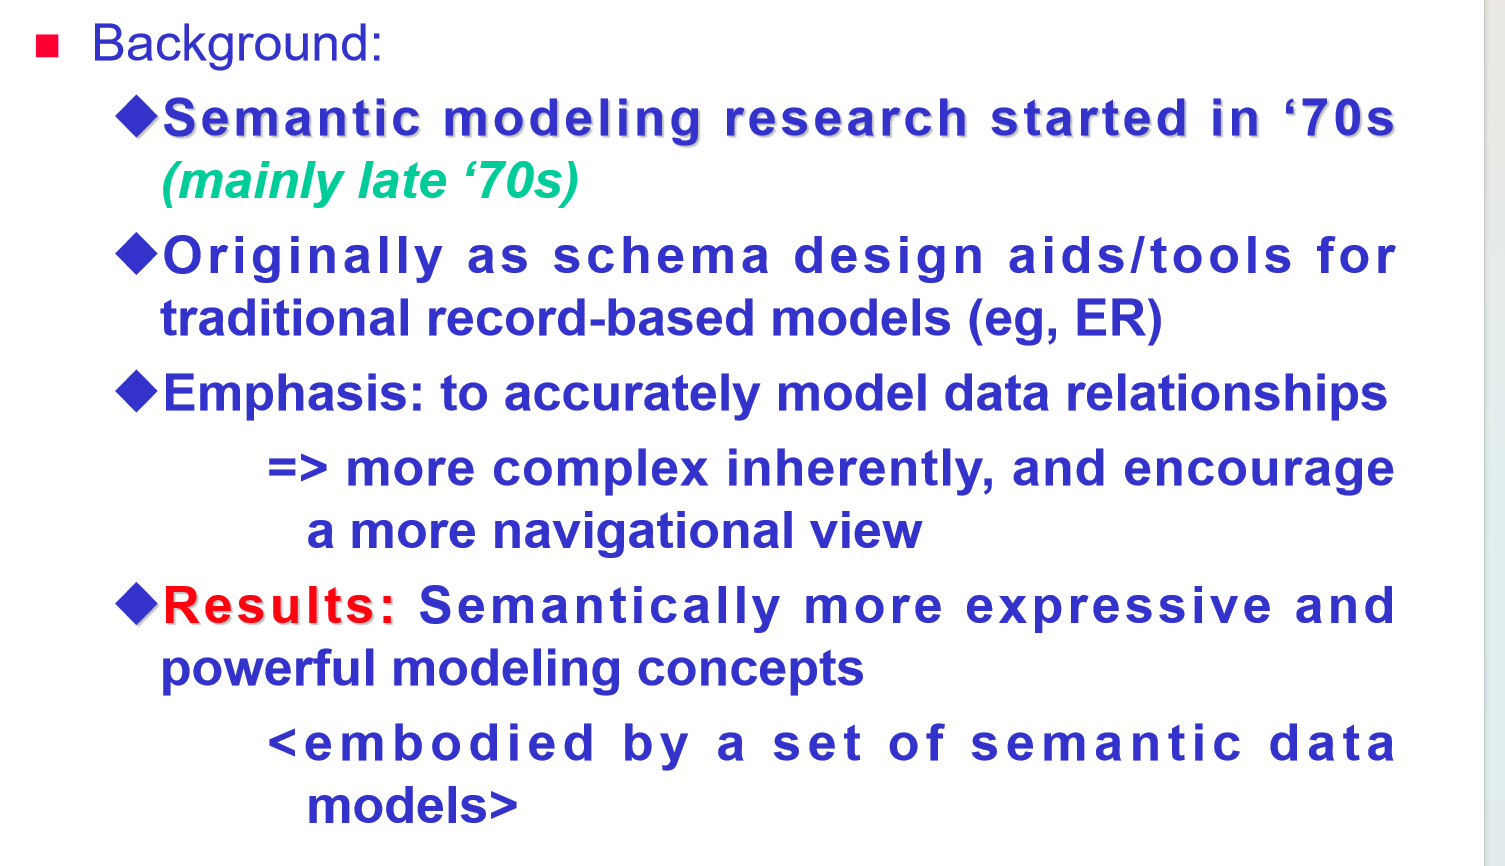 Background:
Semantic modeling research started in ‘70s
(mainly late ‘70s)
Originally as schema design aids/tools for
traditional record-based models (eg, ER)
Emphasis: to accurately model data relationships
=> more complex inherently, and encourage
a more navigational view
Results: Semantically more expressive and
powerful modeling concepts
<embodied by a set of semantic data
models>